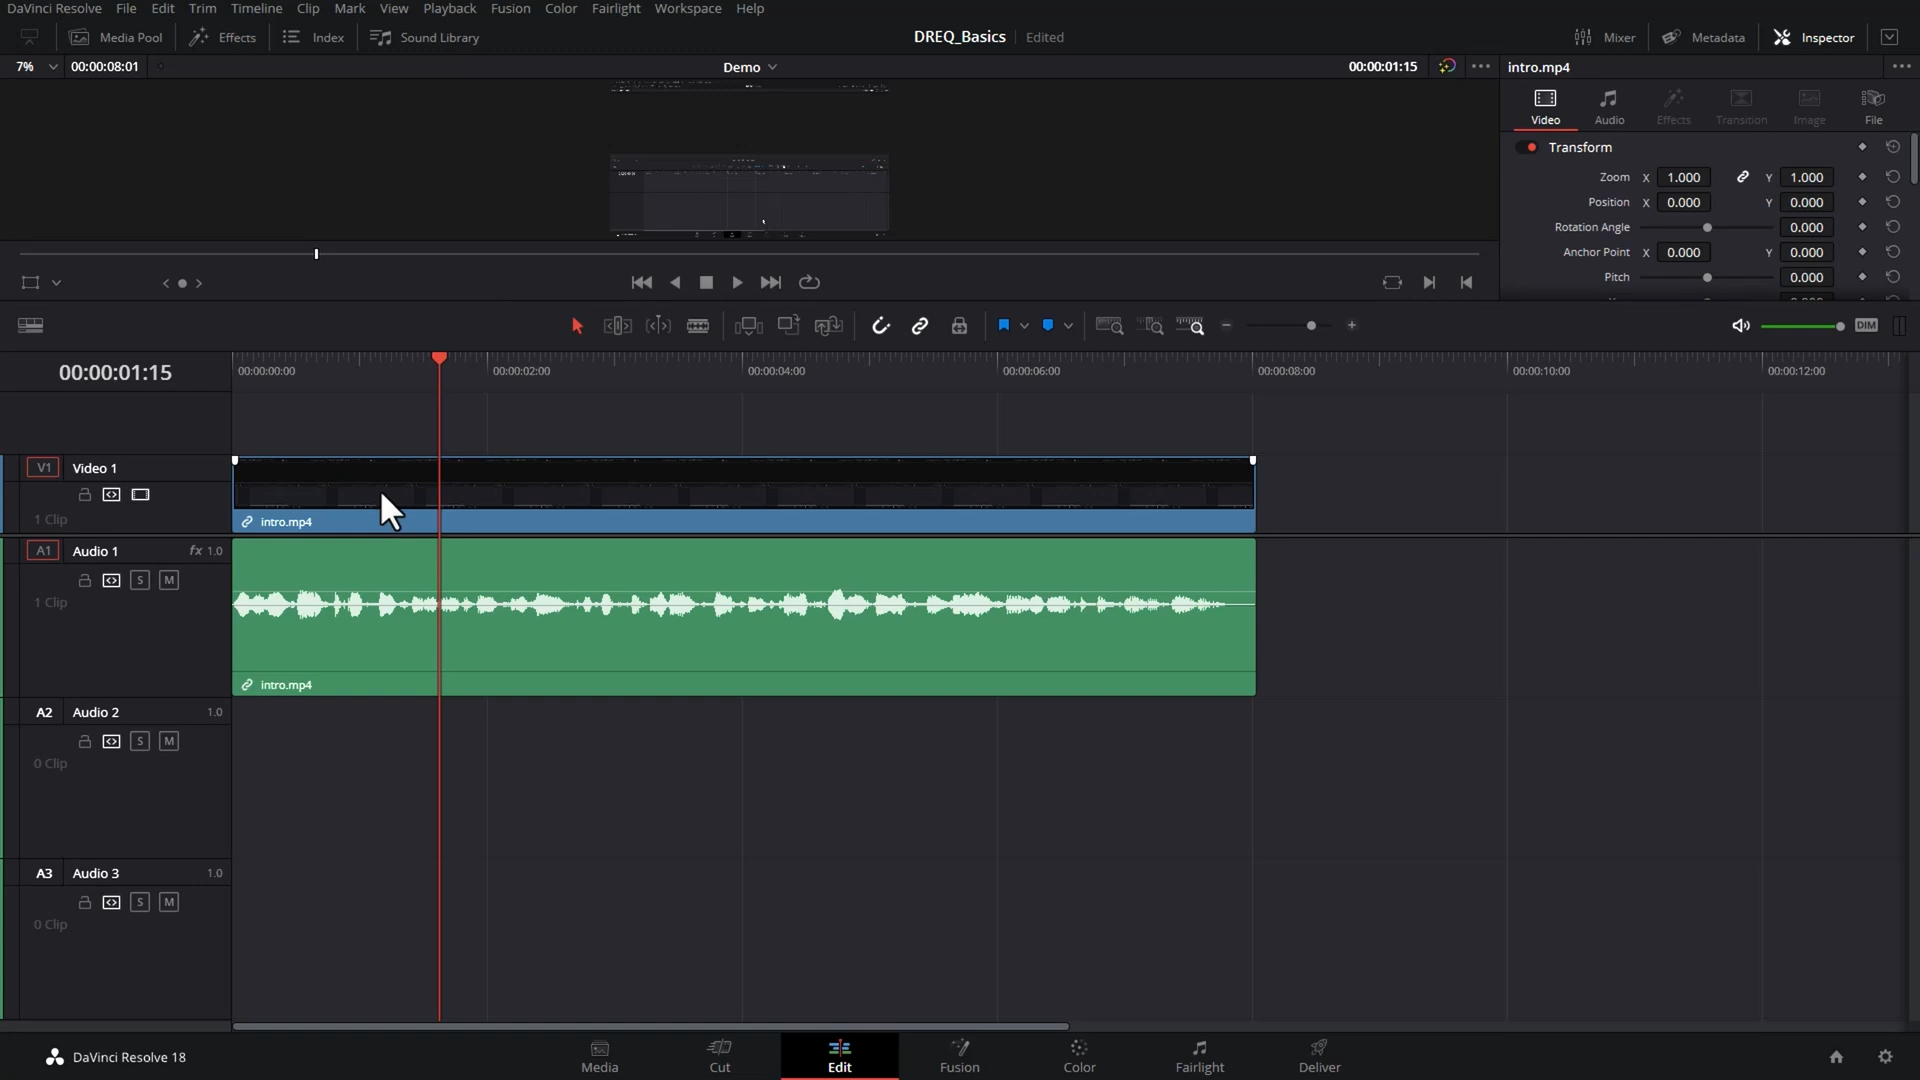 DaVinci Resolve File Edit Trim Timeline Clip Mark View Playback Fusion Color Fairlight Workspace Help
Media Pool Effects Index Sound Library DREQ_Basics Edited Mixer Metadata Inspector
7% 00:00:08:01 Demo 00:00:01:15 intro.mp4
Video Audio Effects Transition Image File
Transform
Zoom X 1.000 Y 1.000
Position X 0.000 Y 0.000
Rotation Angle 0.000
Anchor Point X 0.000 Y 0.000
Pitch 0.000
DIM
00:00:01:15 00:00:00:00 00:00:02:00 00:00:04:00 00:00:06:00 00:00:08:00 00:00:10:00 00:00:12:00
V1 Video 1
1 Clip intro.mp4
A1 Audio 1 fx 1.0
S M
1 Clip
intro.mp4
A2 Audio 2 1.0
S M
0 Clip
A3 Audio 3 1.0
S M
0 Clip
DaVinci Resolve 18 Media Cut Edit Fusion Color Fairlight Deliver